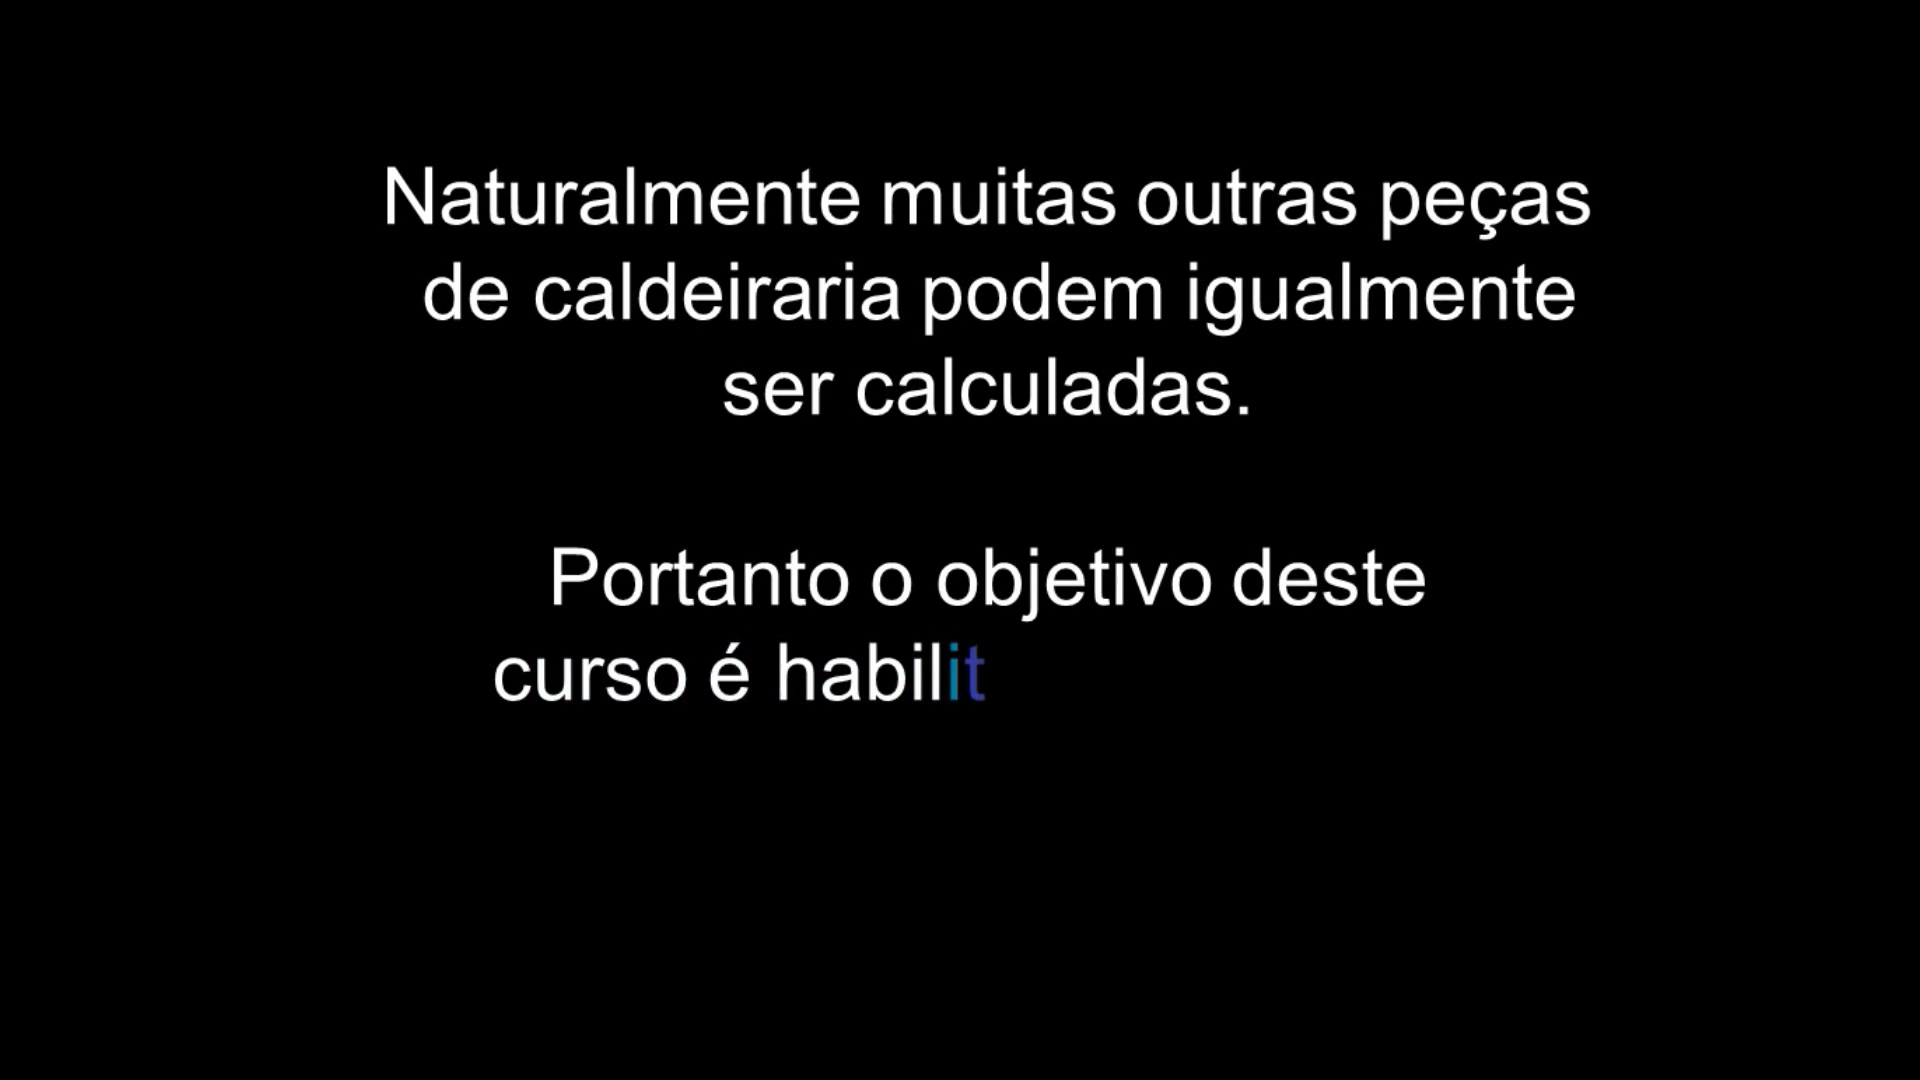 Naturalmente muitas outras peças
de caldeiraria podem igualmente
ser calculadas.
Portanto o objetivo deste
curso é habilit